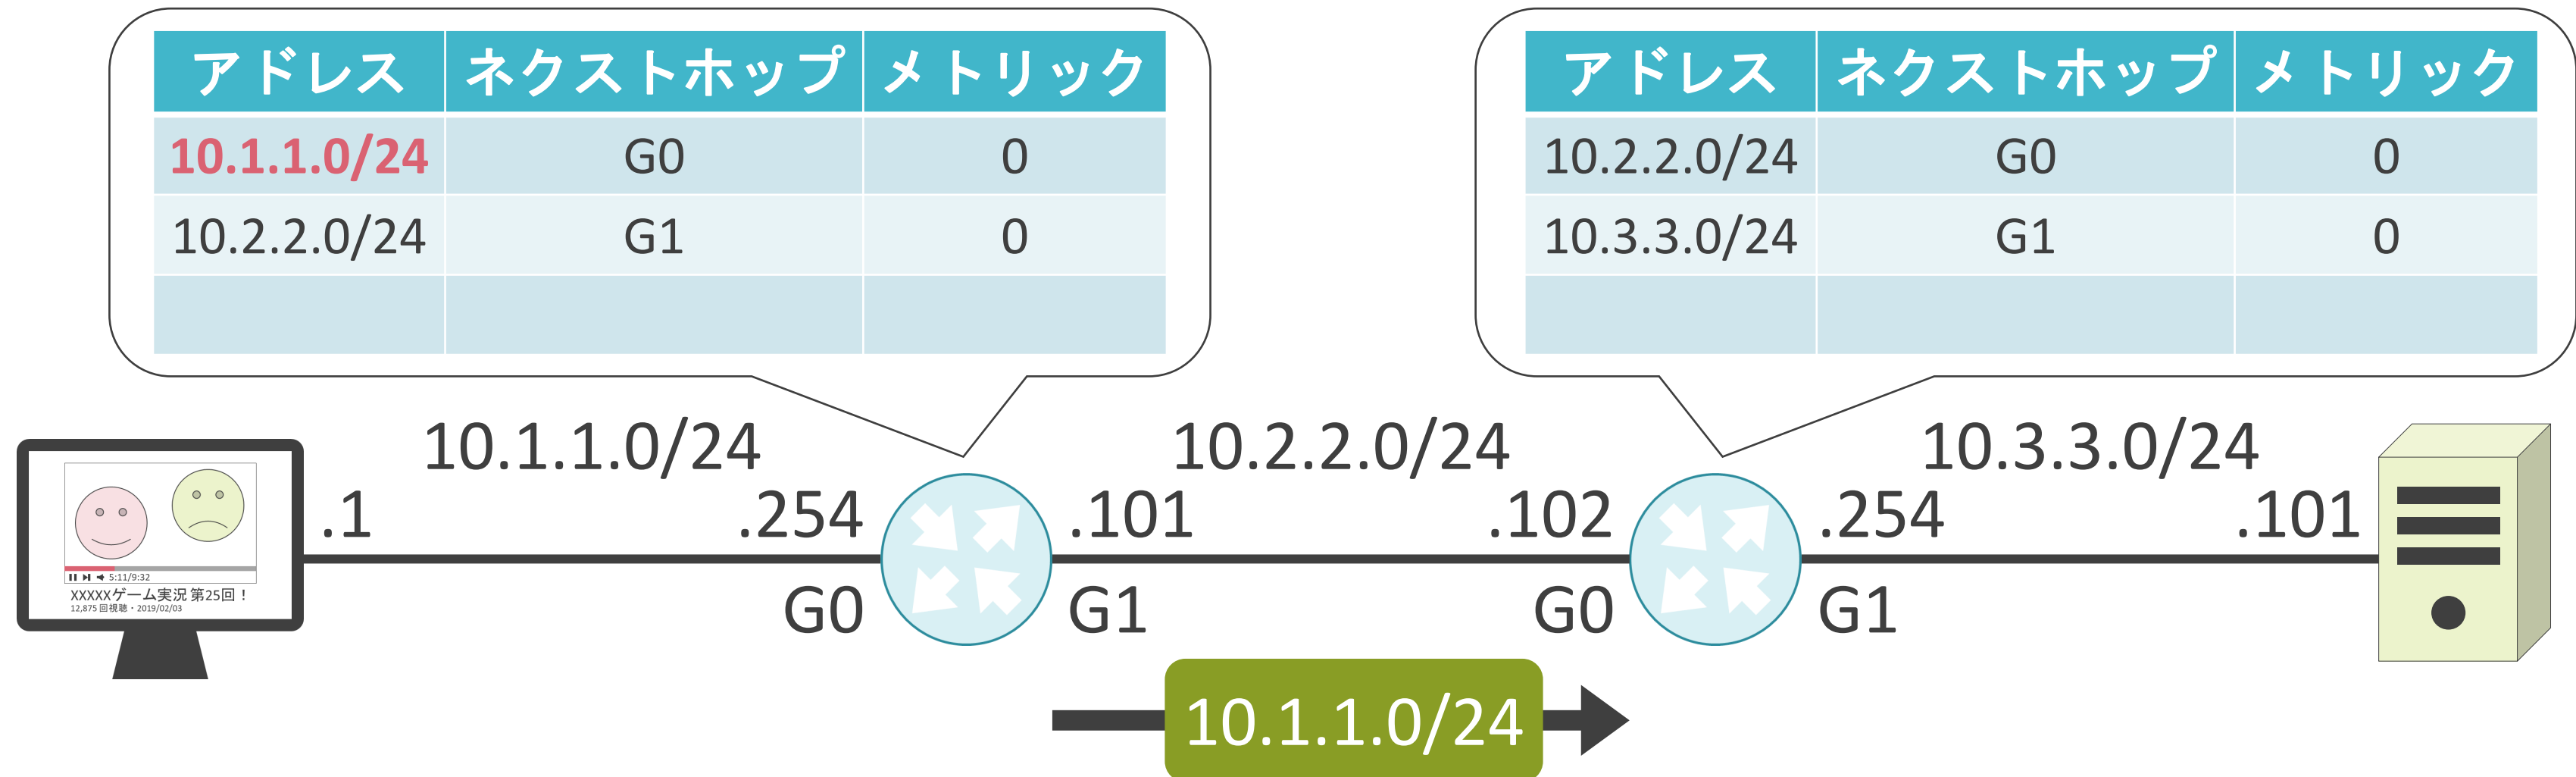 アドレス ネクストホップ メトリック
10.1.1.0/24 G0 0
10.2.2.0/24 G1 0
アドレス ネクストホップ メトリック
10.2.2.0/24 G0 0
10.3.3.0/24 G1 0
10.1.1.0/24 10.2.2.0/24 10.3.3.0/24
.1 .254 .101 .102 .254 .101
5:11/9:32
XXXXXゲーム実況 第25回！
12,875 回視聴・2019/02/03
G0 G1 G0 G1
10.1.1.0/24